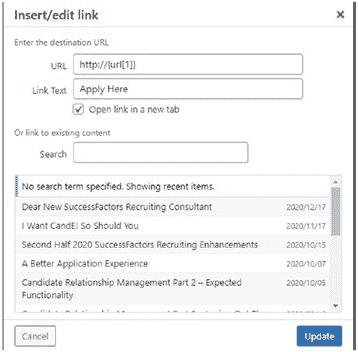 Insert/edit link
Enter the destination URL
URL http://{url[1]}
Link Text Apply Here
Open link in a new tab
Or link to existing content
Search
No search term specified. Showing recent items.
Dear New SuccessFactors Recruiting Consultant 2020/12/17
I Want CandE! So Should You 2020/11/17
Second Half 2020 SuccessFactors Recruiting Enhancements 2020/10/15
A Better Application Experience 2020/10/07
Candidate Relationship Management Part 2 – Expected 2020/10/05
Functionality
Cancel Update